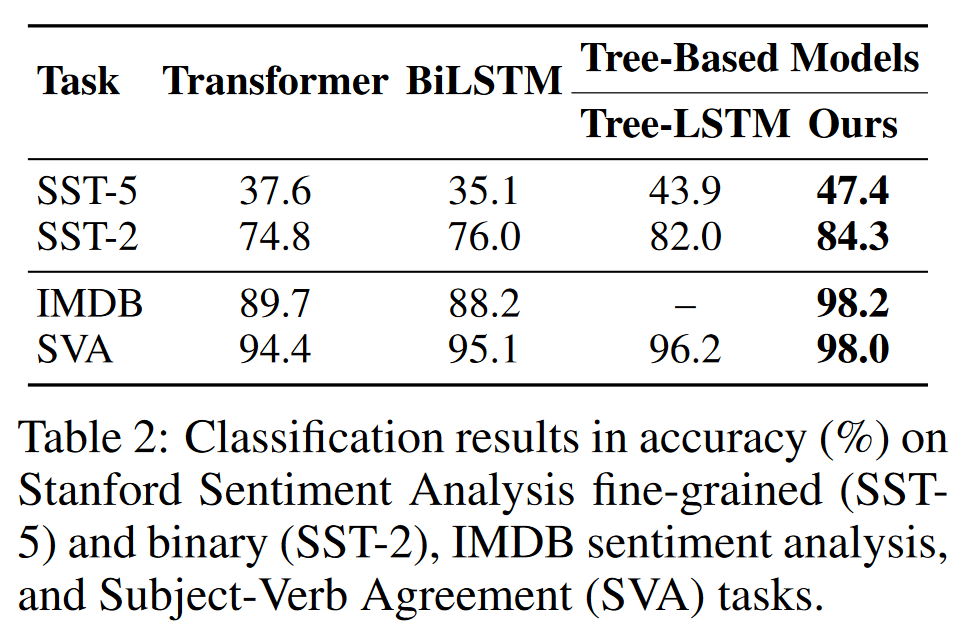 Tree-Based Models
Task Transformer BiLSTM
Tree-LSTM Ours
SST-5 37.6 35.1 43.9 47.4
SST-2 74.8 76.0 82.0 84.3
IMDB 89.7 88.2 – 98.2
SVA 94.4 95.1 96.2 98.0
Table 2: Classification results in accuracy (%) on
Stanford Sentiment Analysis fine-grained (SST-
5) and binary (SST-2), IMDB sentiment analysis,
and Subject-Verb Agreement (SVA) tasks.